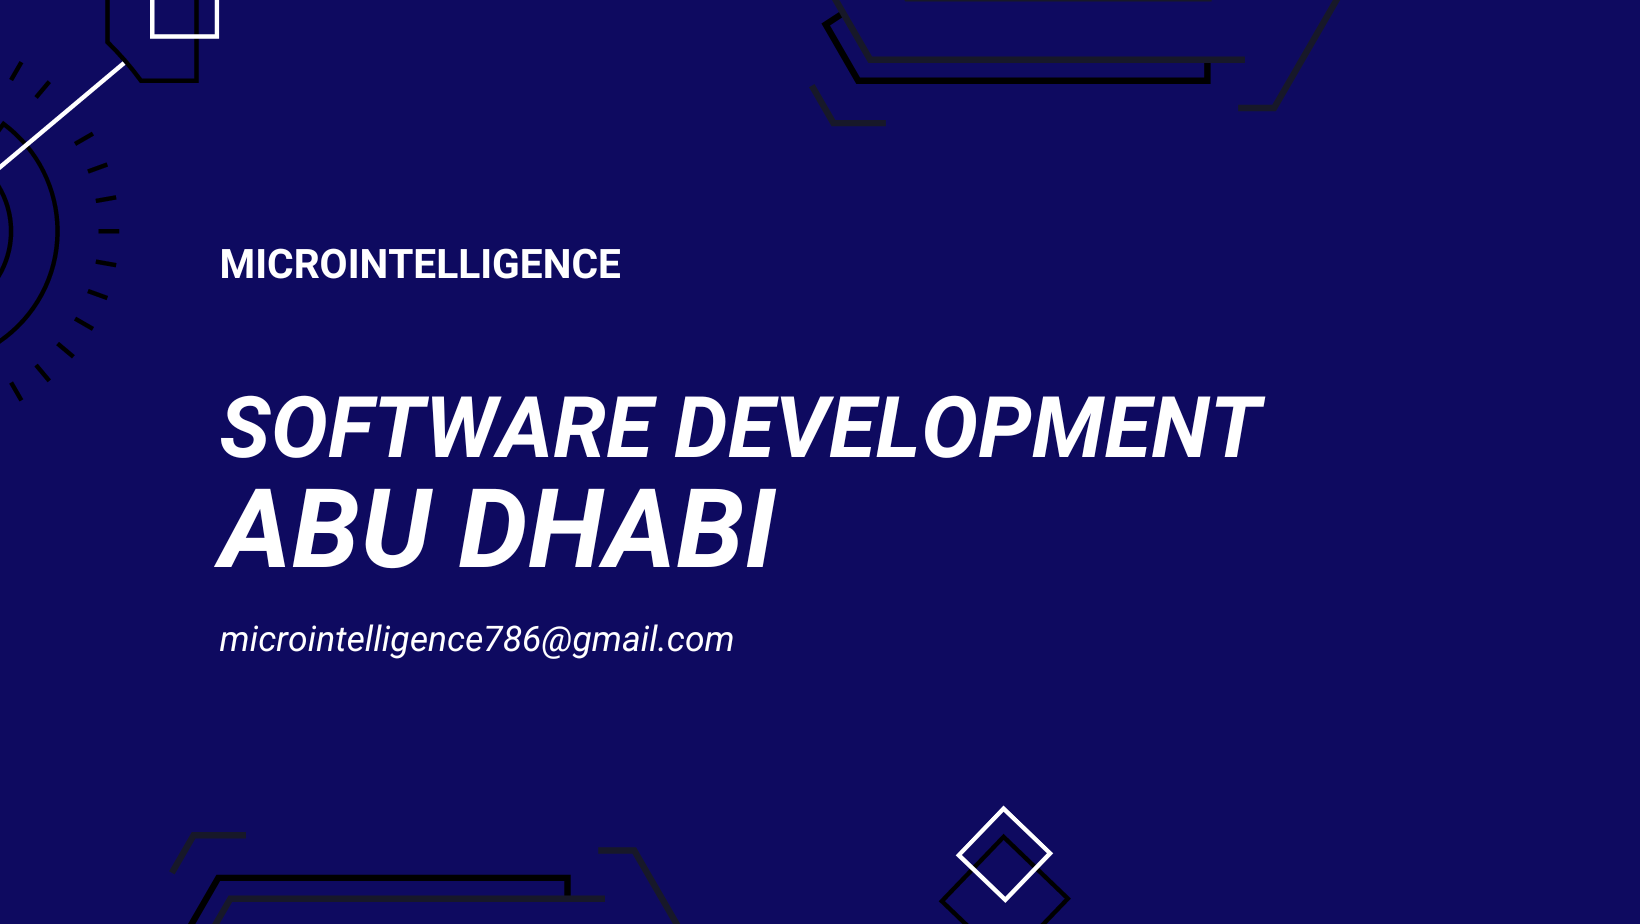 MICROINTELLIGENCE
SOFTWARE DEVELOPMENT
ABU DHABI
microintelligence786@gmail.com